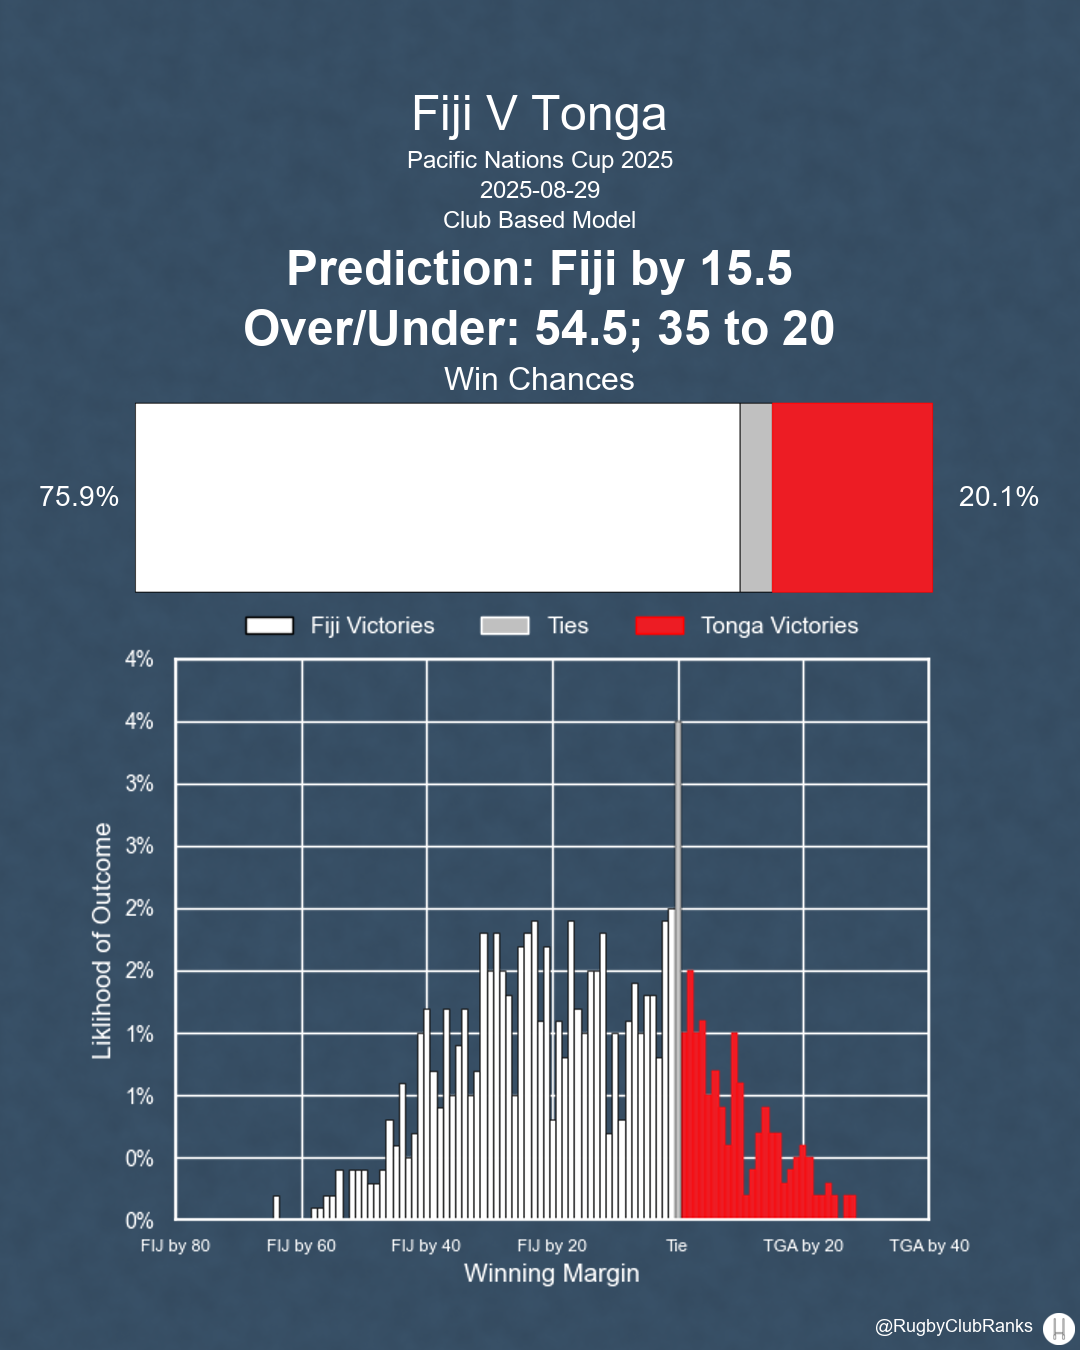 Fiji V Tonga
Pacific Nations Cup 2025
2025-08-29
Club Based Model
Prediction: Fiji by 15.5
Over/Under: 54.5; 35 to 20
Win Chances
75.9%
20.1%
Fiji Victories Ties Tonga Victories
4%
4%
3%
3%
2%
2%
1%
1%
0%
0%
Liklihood of Outcome
FIJ by 80 FIJ by 60 FIJ by 40 FIJ by 20 Tie TGA by 20 TGA by 40
Winning Margin
@RugbyClubRanks